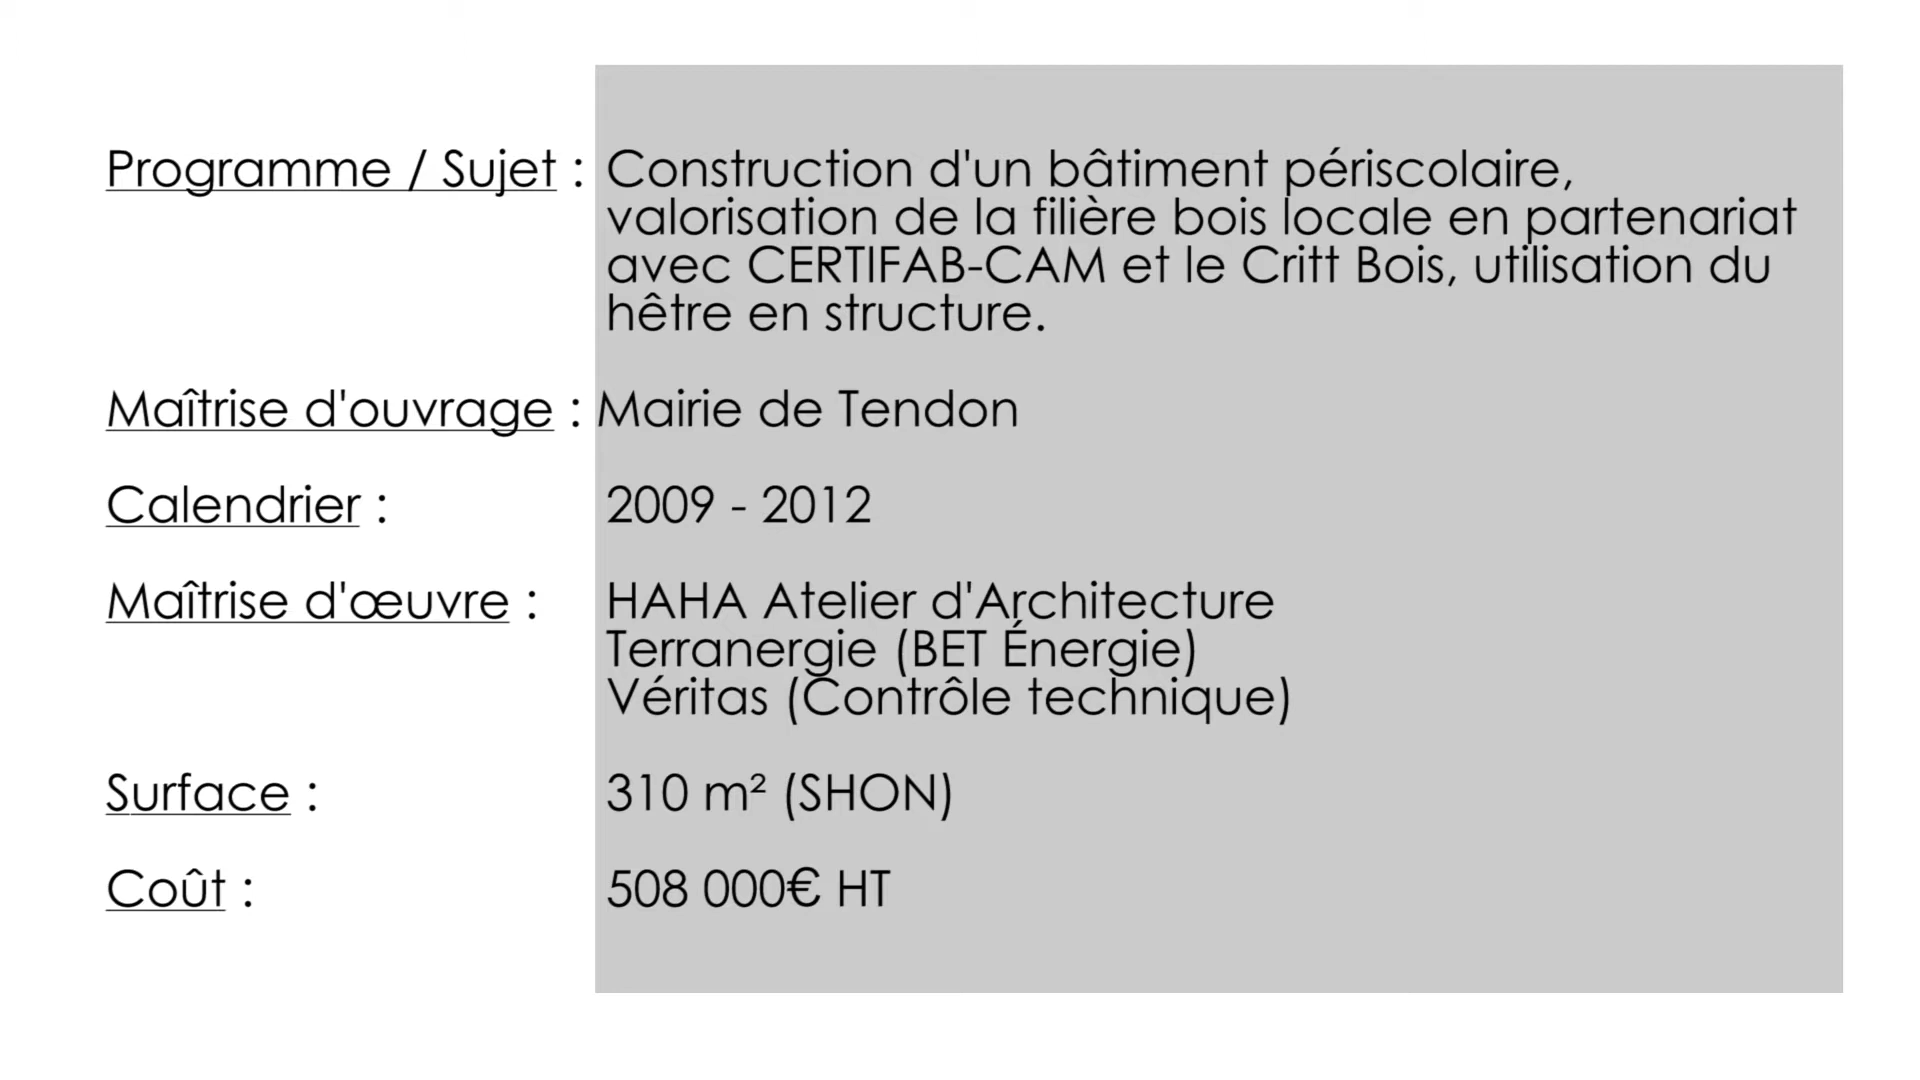 Programme / Sujet : Construction d'un bâtiment périscolaire,
valorisation de la filière bois locale en partenariat
avec CERTIFAB-CAM et le Critt Bois, utilisation du
hêtre en structure.
Maîtrise d'ouvrage : Mairie de Tendon
Calendrier : 2009 - 2012
Maîtrise d'œuvre : HAHA Atelier d'Architecture
Terranergie (BET Énergie)
Véritas (Contrôle technique)
Surface : 310 m² (SHON)
Coût : 508 000€ HT